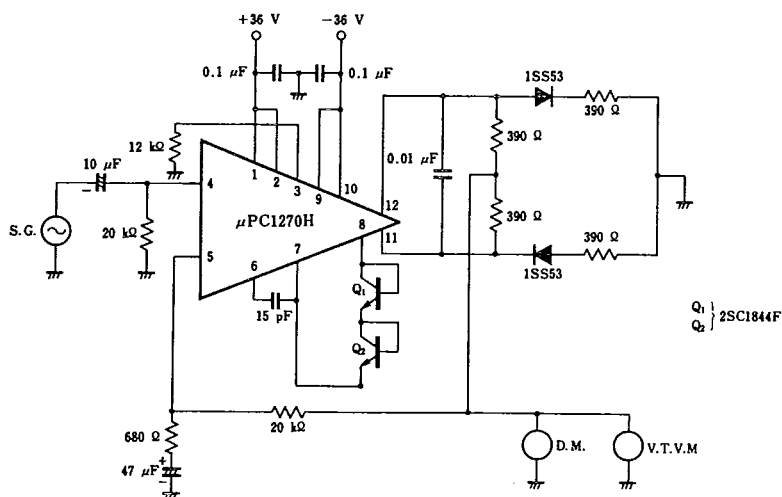 +36 V
−36 V
0.1 μF
0.1 μF
1SS53
390 Ω
12 kΩ
390 Ω
10 μF
−
0.01 μF
1
2
3
9
10
4
12
μPC1270H
11
S.G.
20 kΩ
390 Ω
390 Ω
8
5
7
6
1SS53
15 pF
Q₁
Q₂
Q₁
Q₂ } 2SC1844F
20 kΩ
680 Ω
D.M.
V.T.V.M
47 μF
+
−